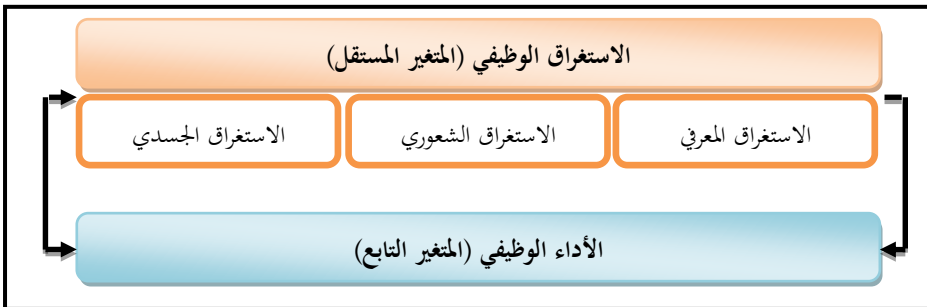 الاستغراق الوظيفي (المتغير المستقل)
الاستغراق المعرفي
الاستغراق الشعوري
الاستغراق الجسدي
الأداء الوظيفي (المتغير التابع)